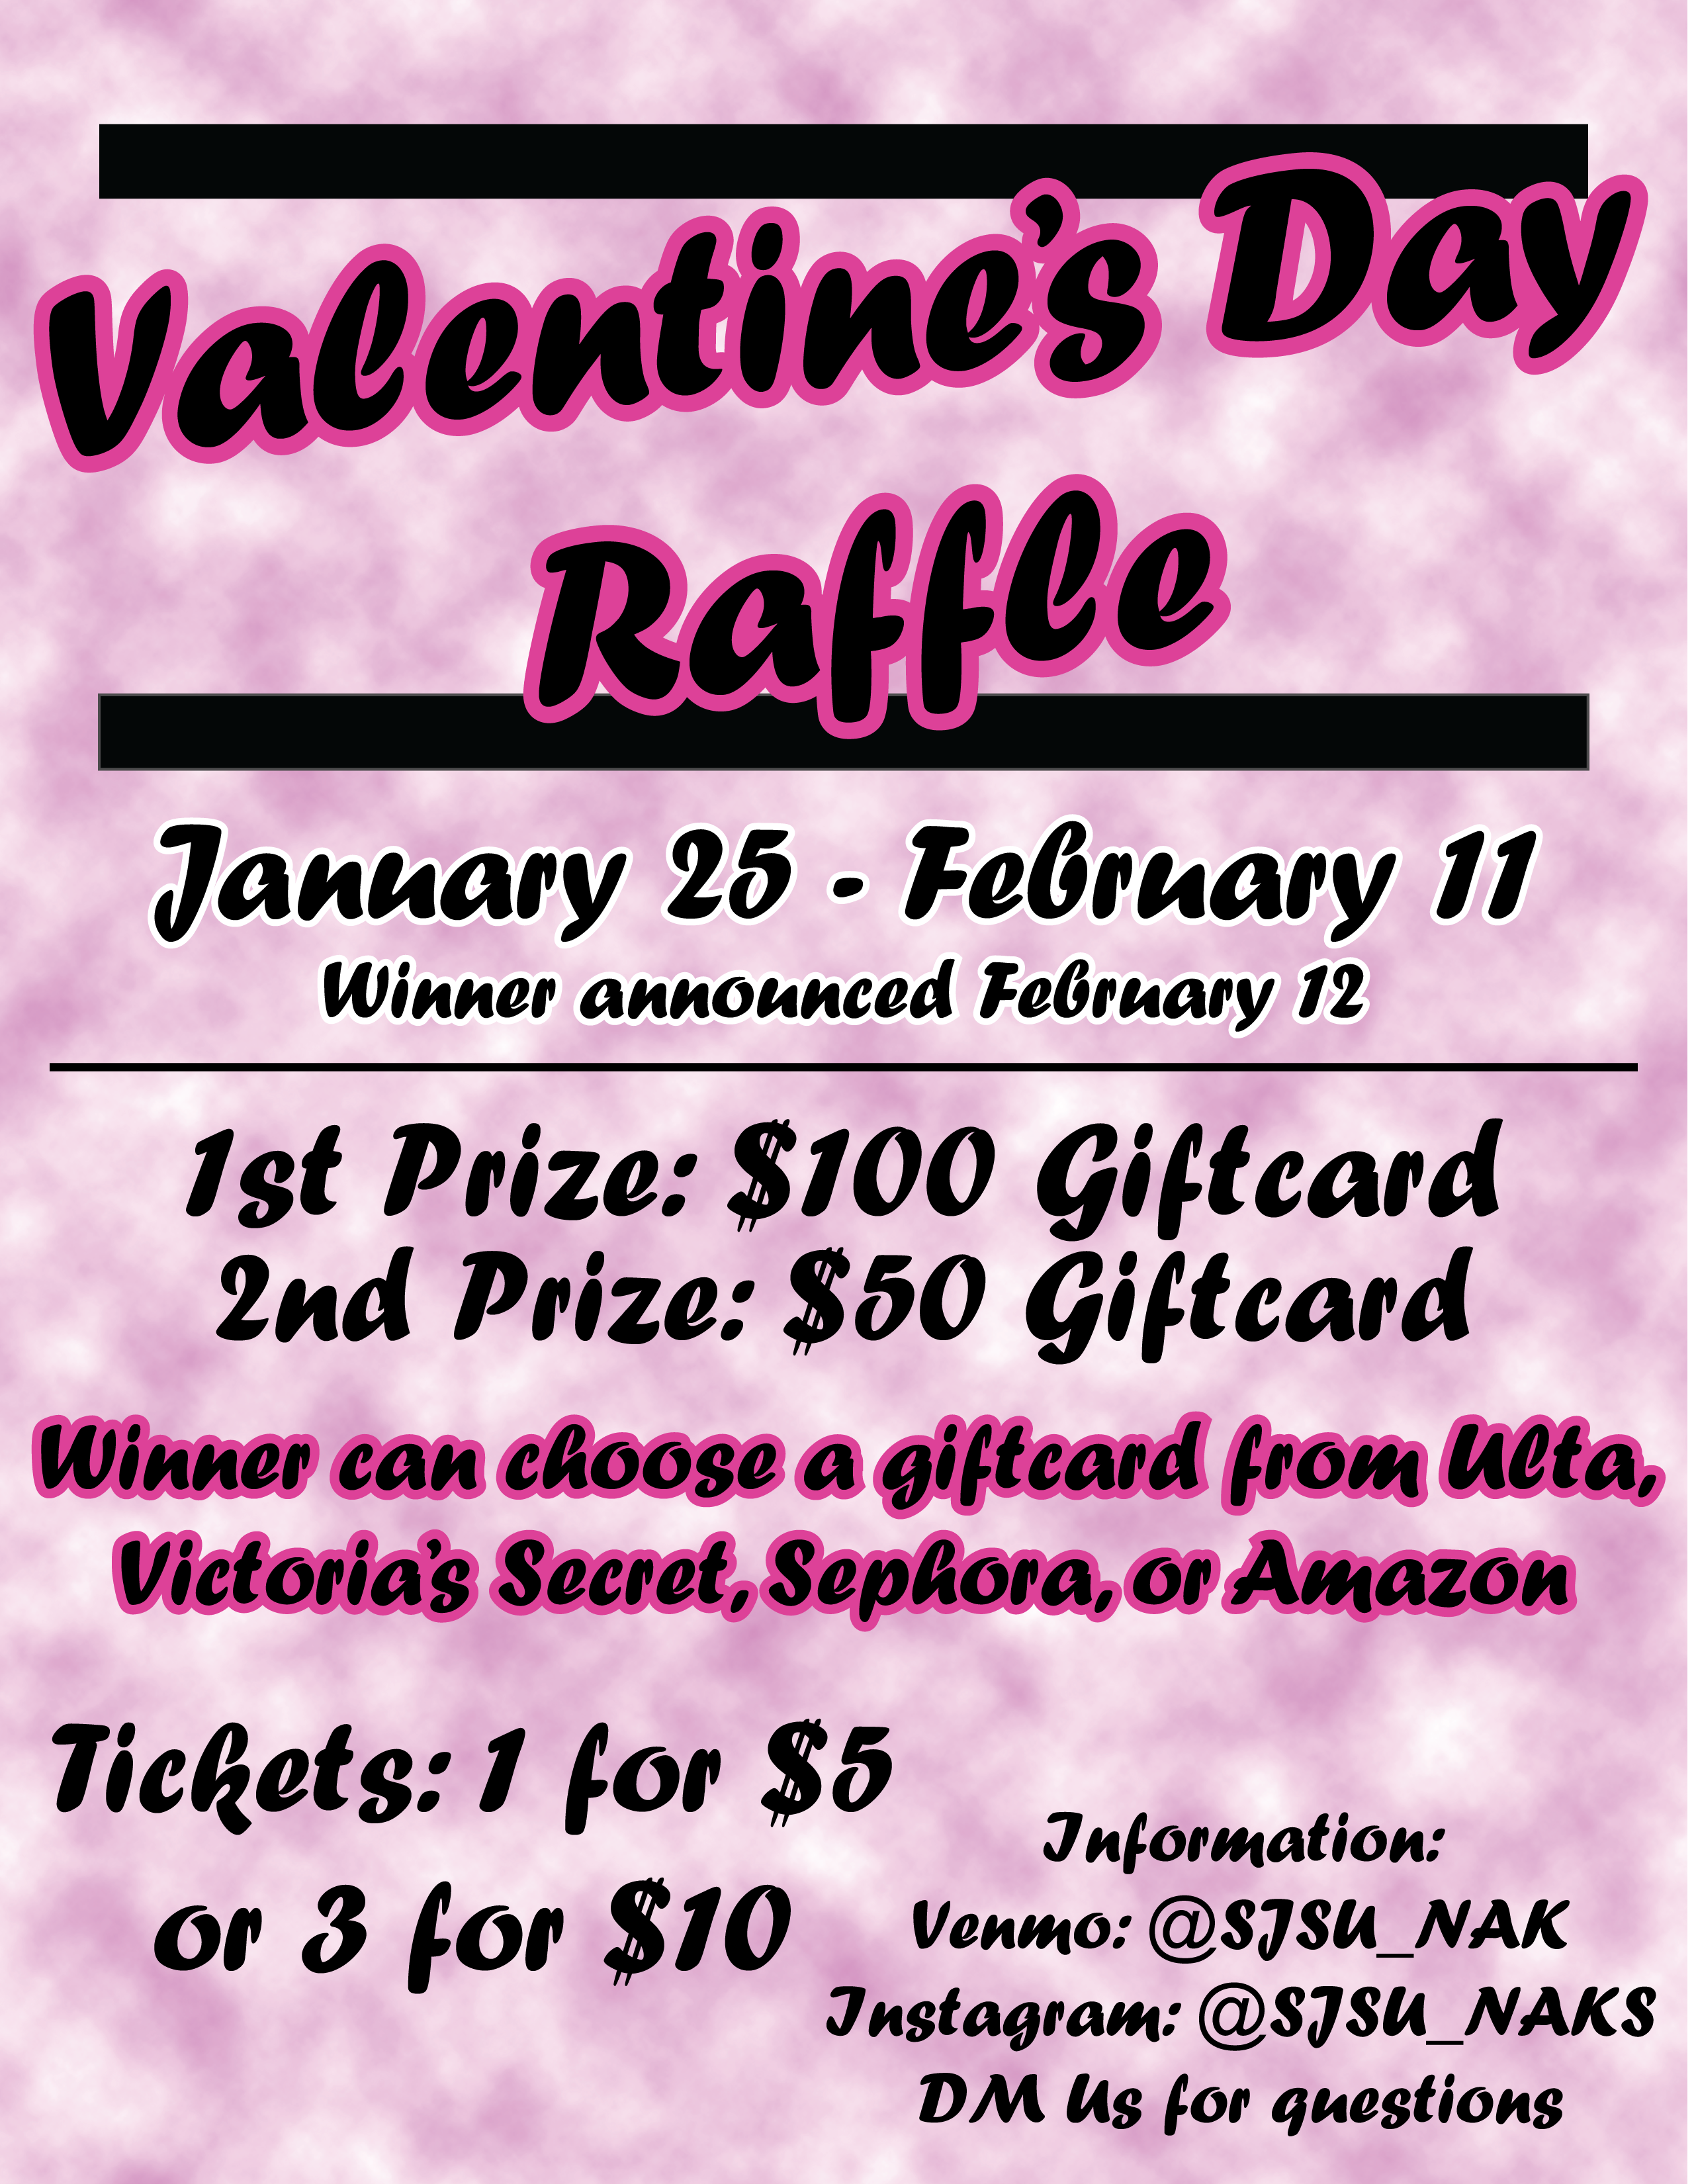 Valentine's Day
Raffle
January 25 - February 11
Winner announced February 12
1st Prize: $100 Giftcard
2nd Prize: $50 Giftcard
Winner can choose a giftcard from Ulta,
Victoria's Secret, Sephora, or Amazon
Tickets: 1 for $5
or 3 for $10
Information:
Venmo: @SJSU_NAK
Instagram: @SJSU_NAKS
DM Us for questions